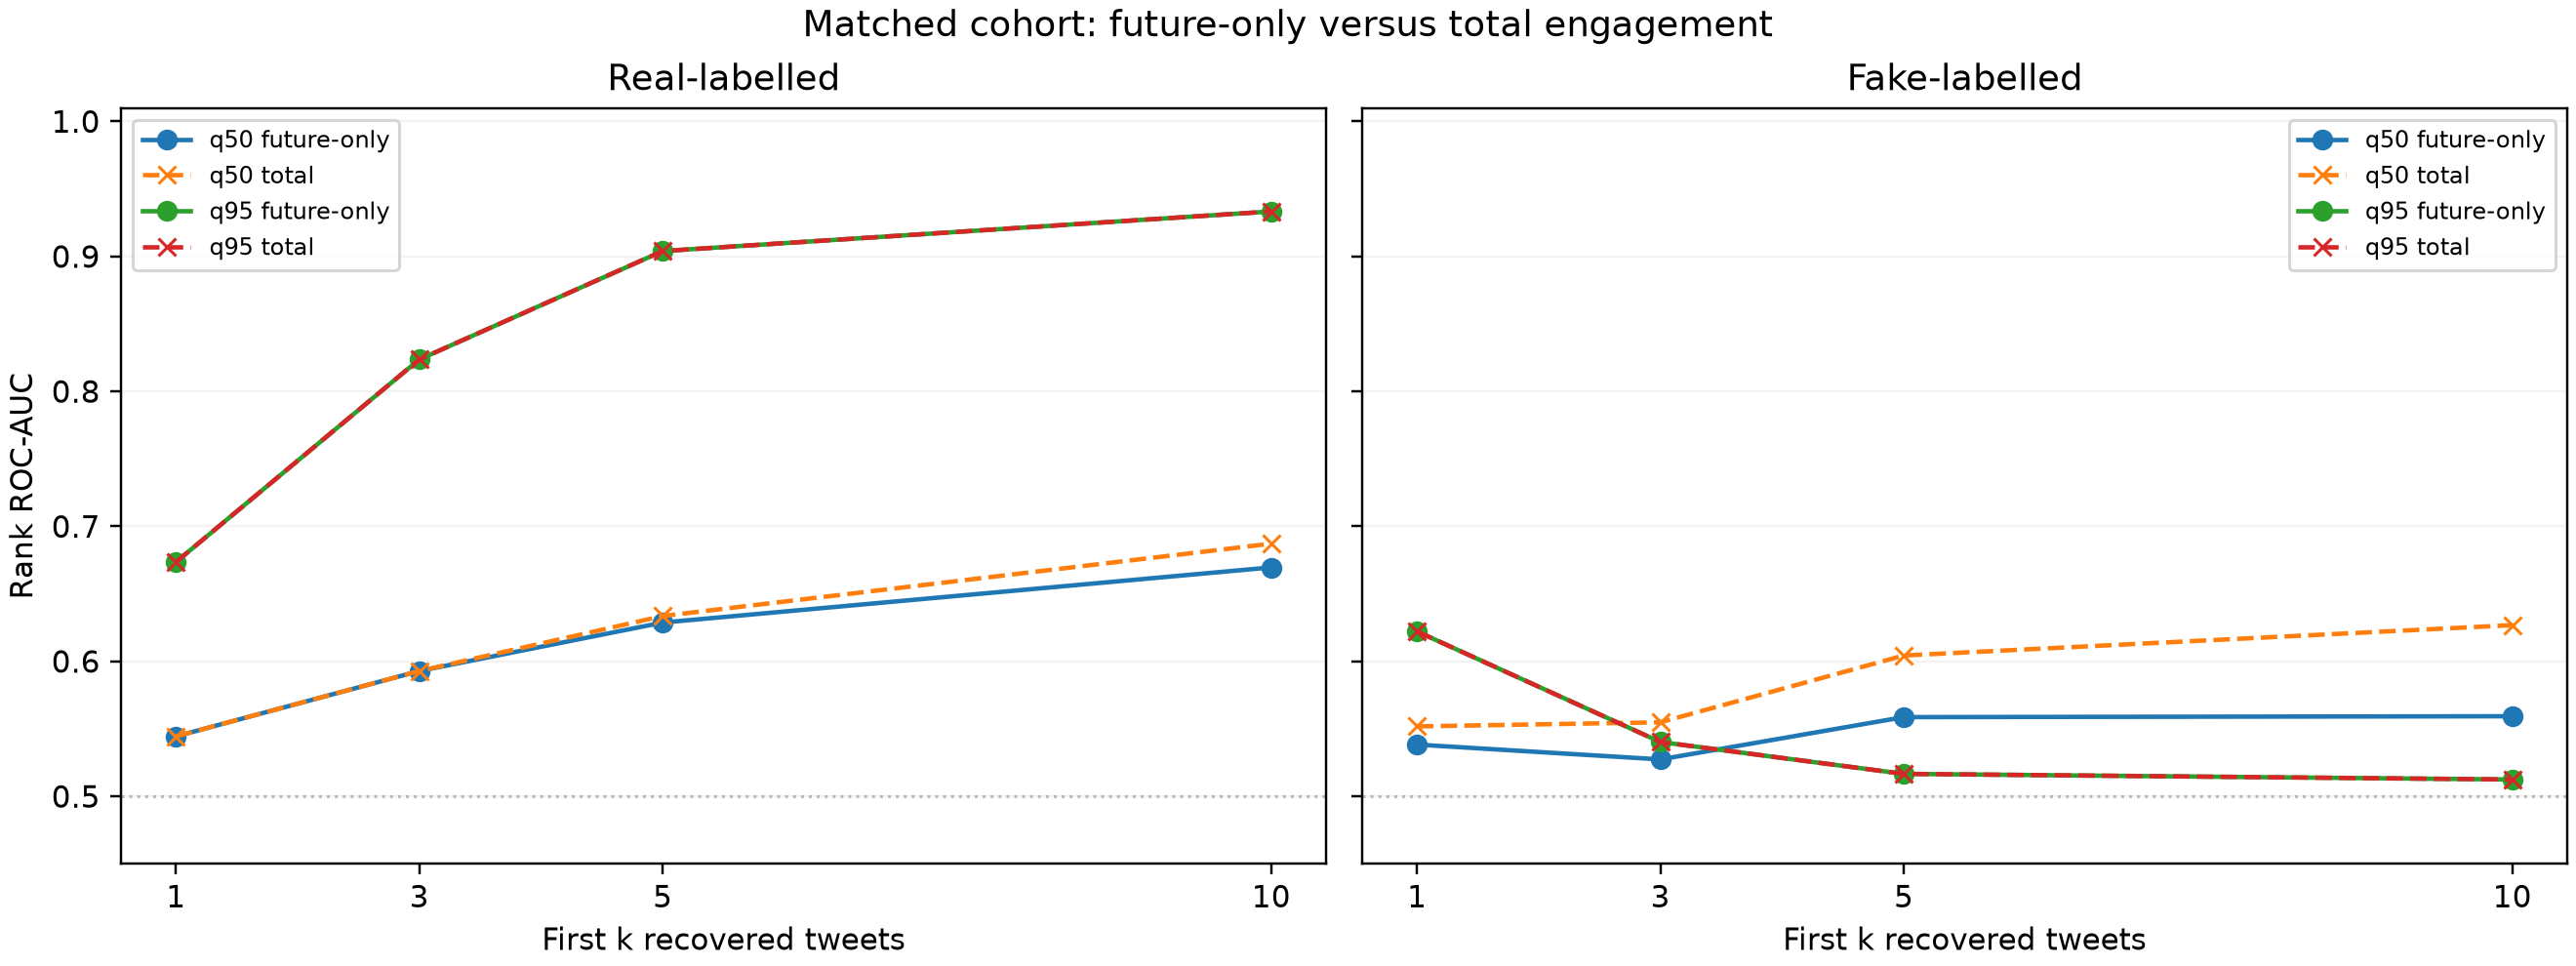 Matched cohort: future-only versus total engagement
Real-labelled
Rank ROC-AUC
1.0
0.9
0.8
0.7
0.6
0.5
q50 future-only
q50 total
q95 future-only
q95 total
1 3 5 10
First k recovered tweets
Fake-labelled
q50 future-only
q50 total
q95 future-only
q95 total
1 3 5 10
First k recovered tweets